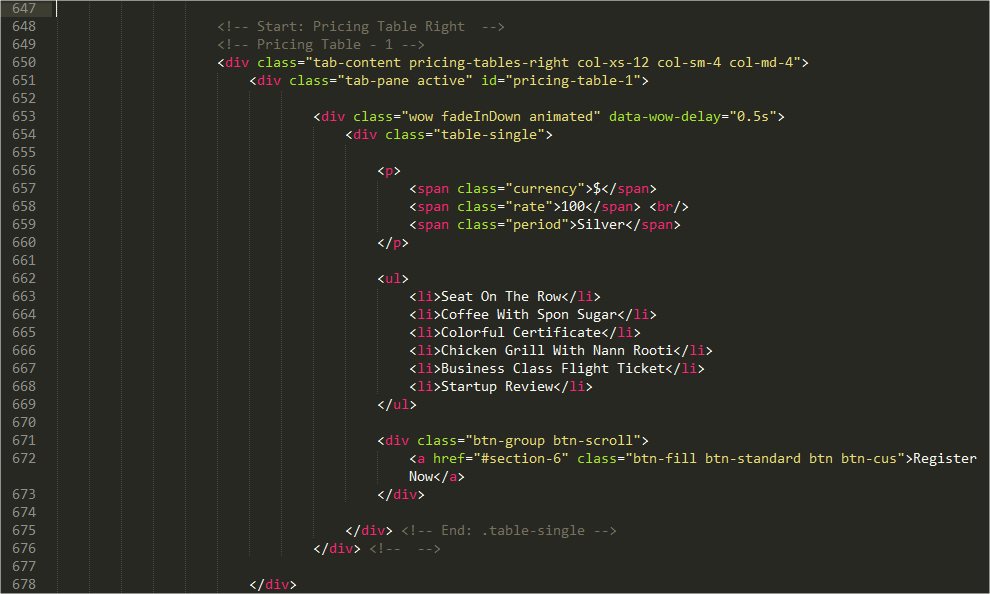 647
648 <!-- Start: Pricing Table Right  -->
649 <!-- Pricing Table - 1 -->
650 <div class="tab-content pricing-tables-right col-xs-12 col-sm-4 col-md-4">
651 <div class="tab-pane active" id="pricing-table-1">
652
653 <div class="wow fadeInDown animated" data-wow-delay="0.5s">
654 <div class="table-single">
655
656 <p>
657 <span class="currency">$</span>
658 <span class="rate">100</span> <br/>
659 <span class="period">Silver</span>
660 </p>
661
662 <ul>
663 <li>Seat On The Row</li>
664 <li>Coffee With Spon Sugar</li>
665 <li>Colorful Certificate</li>
666 <li>Chicken Grill With Nann Rooti</li>
667 <li>Business Class Flight Ticket</li>
668 <li>Startup Review</li>
669 </ul>
670
671 <div class="btn-group btn-scroll">
672 <a href="#section-6" class="btn-fill btn-standard btn btn-cus">Register
Now</a>
673 </div>
674
675 </div> <!-- End: .table-single -->
676 </div> <!--  -->
677
678 </div>